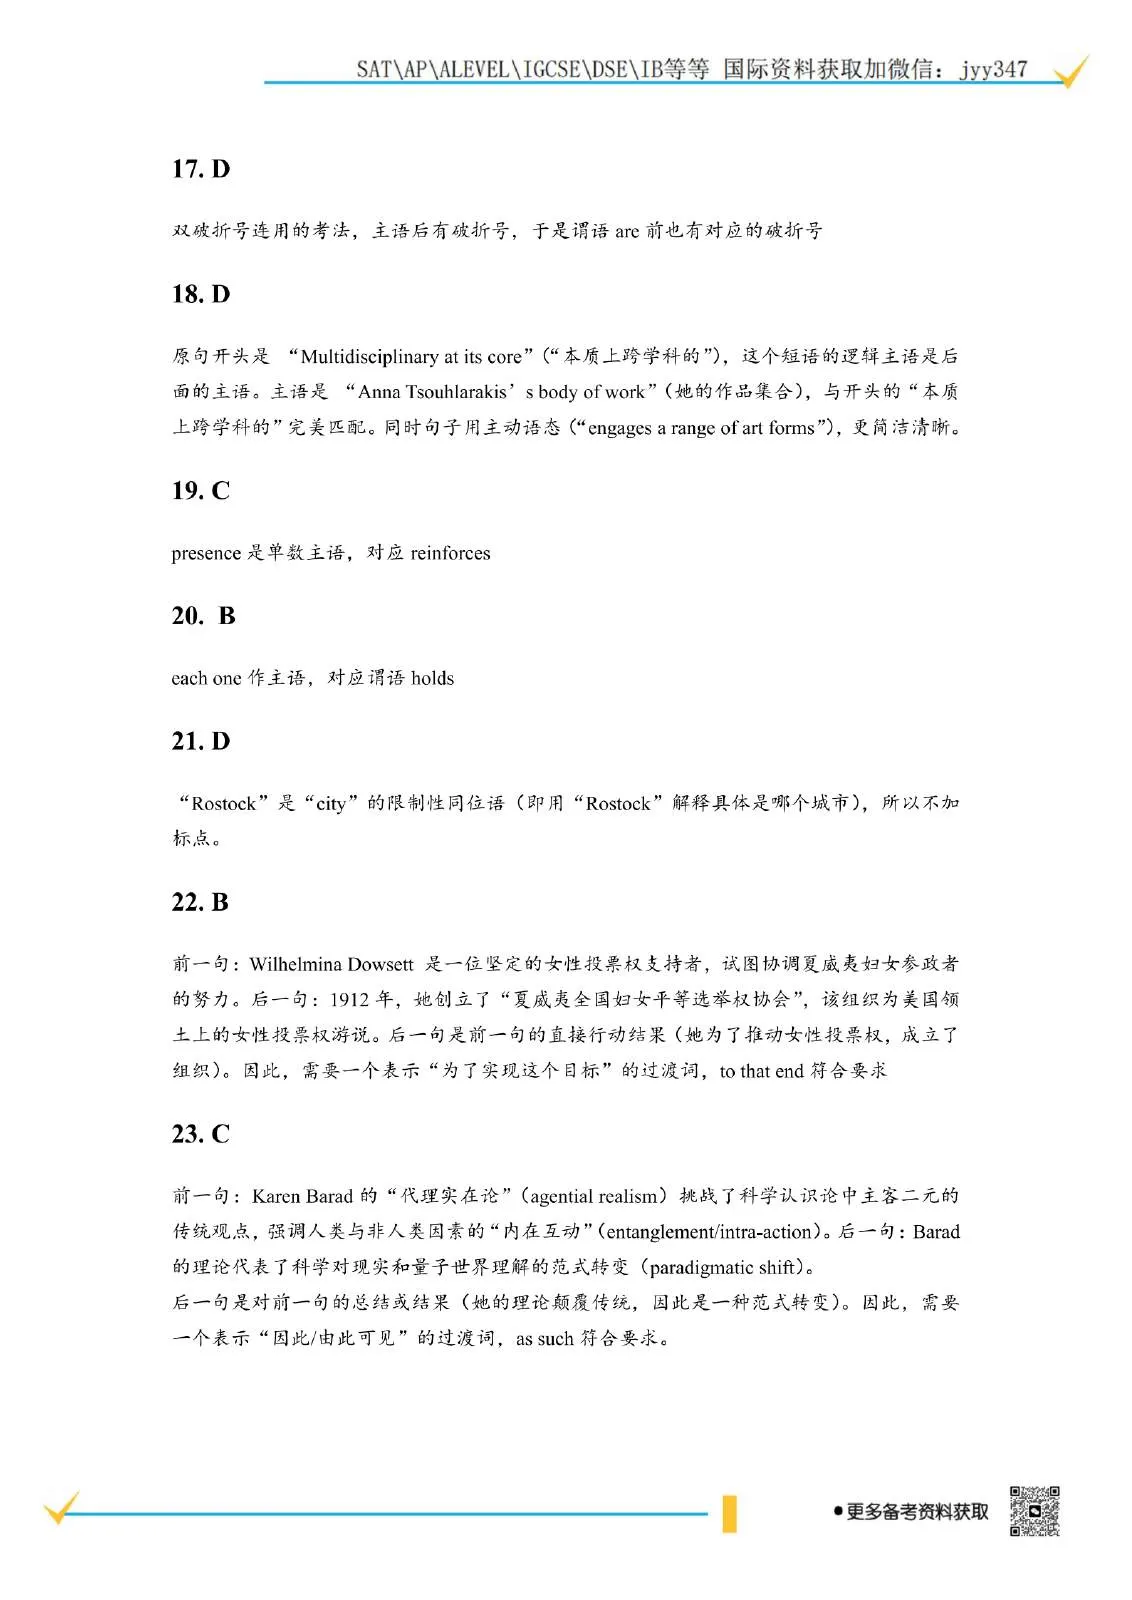 SAT\AP\ALEVEL\IGCSE\DSE\IB等等 国际资料获取加微信：jyy347
17. D
双破折号连用的考法，主语后有破折号，于是谓语 are 前也有对应的破折号
18. D
原句开头是 “Multidisciplinary at its core”（“本质上跨学科的”），这个短语的逻辑主语是后
面的主语。主语是 “Anna Tsouhlarakis’s body of work”（她的作品集合），与开头的“本质
上跨学科的”完美匹配。同时句子用主动语态（“engages a range of art forms”），更简洁清晰。
19. C
presence 是单数主语，对应 reinforces
20. B
each one 作主语，对应谓语 holds
21. D
“Rostock”是“city”的限制性同位语（即用“Rostock”解释具体是哪个城市），所以不加
标点。
22. B
前一句：Wilhelmina Dowsett 是一位坚定的女性投票权支持者，试图协调夏威夷妇女参政者
的努力。后一句：1912 年，她创立了“夏威夷全国妇女平等选举权协会”，该组织为美国领
土上的女性投票权游说。后一句是前一句的直接行动结果（她为了推动女性投票权，成立了
组织）。因此，需要一个表示“为了实现这个目标”的过渡词，to that end 符合要求
23. C
前一句：Karen Barad 的“代理实在论”（agential realism）挑战了科学认识论中主客二元的
传统观点，强调人类与非人类因素的“内在互动”（entanglement/intra-action）。后一句：Barad
的理论代表了科学对现实和量子世界理解的范式转变（paradigmatic shift）。
后一句是对前一句的总结或结果（她的理论颠覆传统，因此是一种范式转变）。因此，需要
一个表示“因此/由此可见”的过渡词，as such 符合要求。
•更多备考资料获取